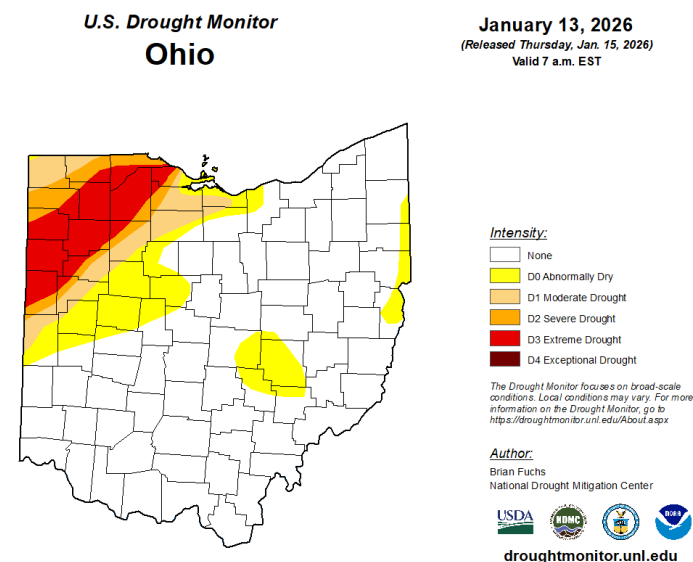 U.S. Drought Monitor
Ohio
January 13, 2026
(Released Thursday, Jan. 15, 2026)
Valid 7 a.m. EST
Intensity:
None
D0 Abnormally Dry
D1 Moderate Drought
D2 Severe Drought
D3 Extreme Drought
D4 Exceptional Drought
The Drought Monitor focuses on broad-scale
conditions. Local conditions may vary. For more
information on the Drought Monitor, go to
https://droughtmonitor.unl.edu/About.aspx
Author:
Brian Fuchs
National Drought Mitigation Center
USDA
NDMC
NOAA
droughtmonitor.unl.edu